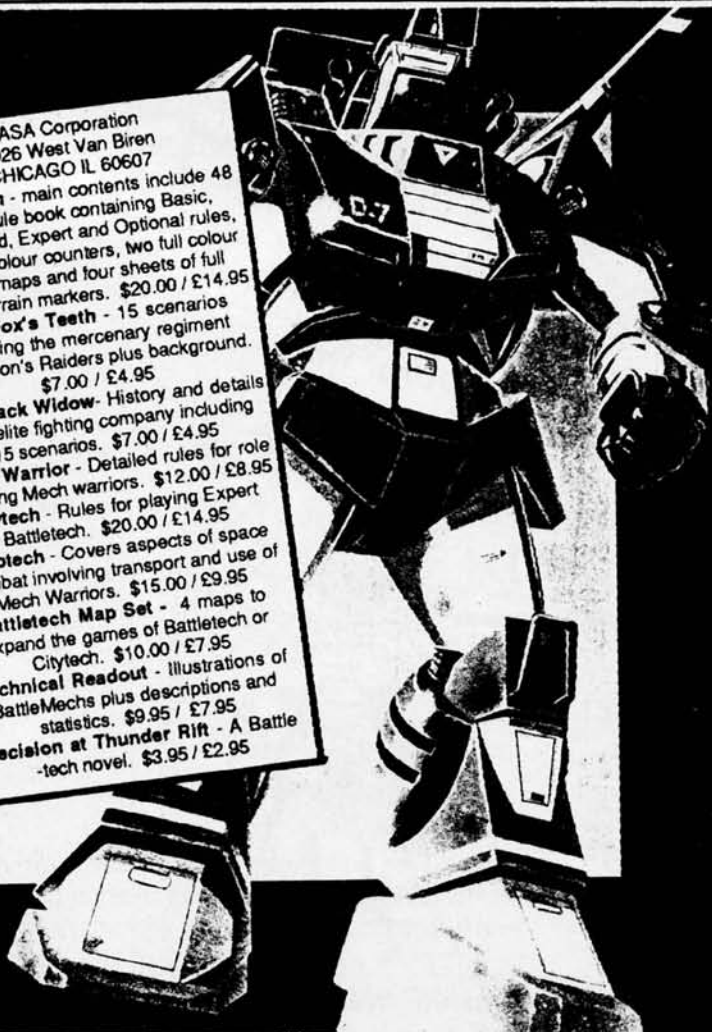 ASA Corporation
26 West Van Biren
CHICAGO IL 60607
- main contents include 48
ule book containing Basic,
d, Expert and Optional rules,
olour counters, two full colour
maps and four sheets of full
rrain markers. $20.00 / £14.95
ox's Teeth - 15 scenarios
ing the mercenary regiment
on's Raiders plus background.
$7.00 / £4.95
ack Widow- History and details
elite fighting company including
5 scenarios. $7.00 / £4.95
Warrior - Detailed rules for role
ng Mech warriors. $12.00 / £8.95
ytech - Rules for playing Expert
Battletech. $20.00 / £14.95
otech - Covers aspects of space
bat involving transport and use of
Mech Warriors. $15.00 / £9.95
attletech Map Set - 4 maps to
xpand the games of Battletech or
Citytech. $10.00 / £7.95
chnical Readout - Illustrations of
BattleMechs plus descriptions and
statistics. $9.95 / £7.95
ecision at Thunder Rift - A Battle
-tech novel. $3.95 / £2.95
D.7